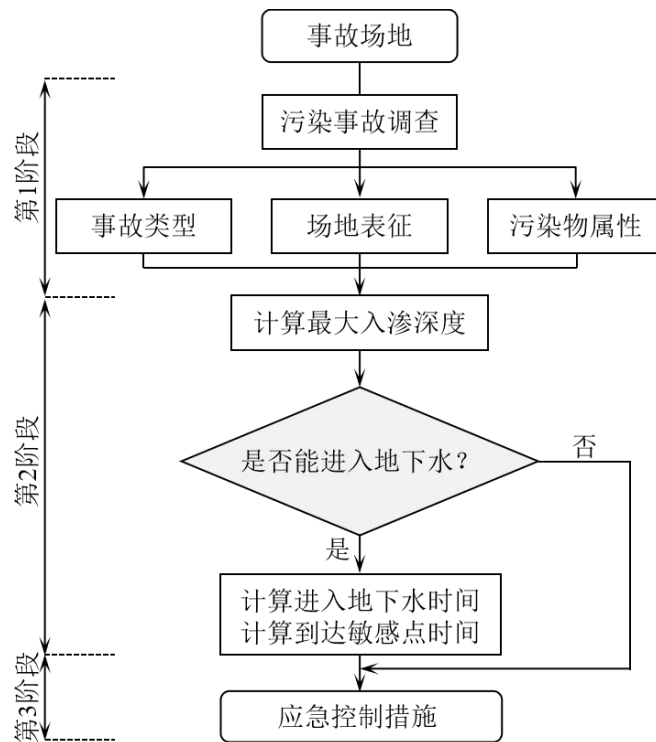 事故场地
第1阶段
污染事故调查
事故类型
场地表征
污染物属性
第2阶段
计算最大入渗深度
是否能进入地下水?
否
是
计算进入地下水时间
计算到达敏感点时间
第3阶段
应急控制措施